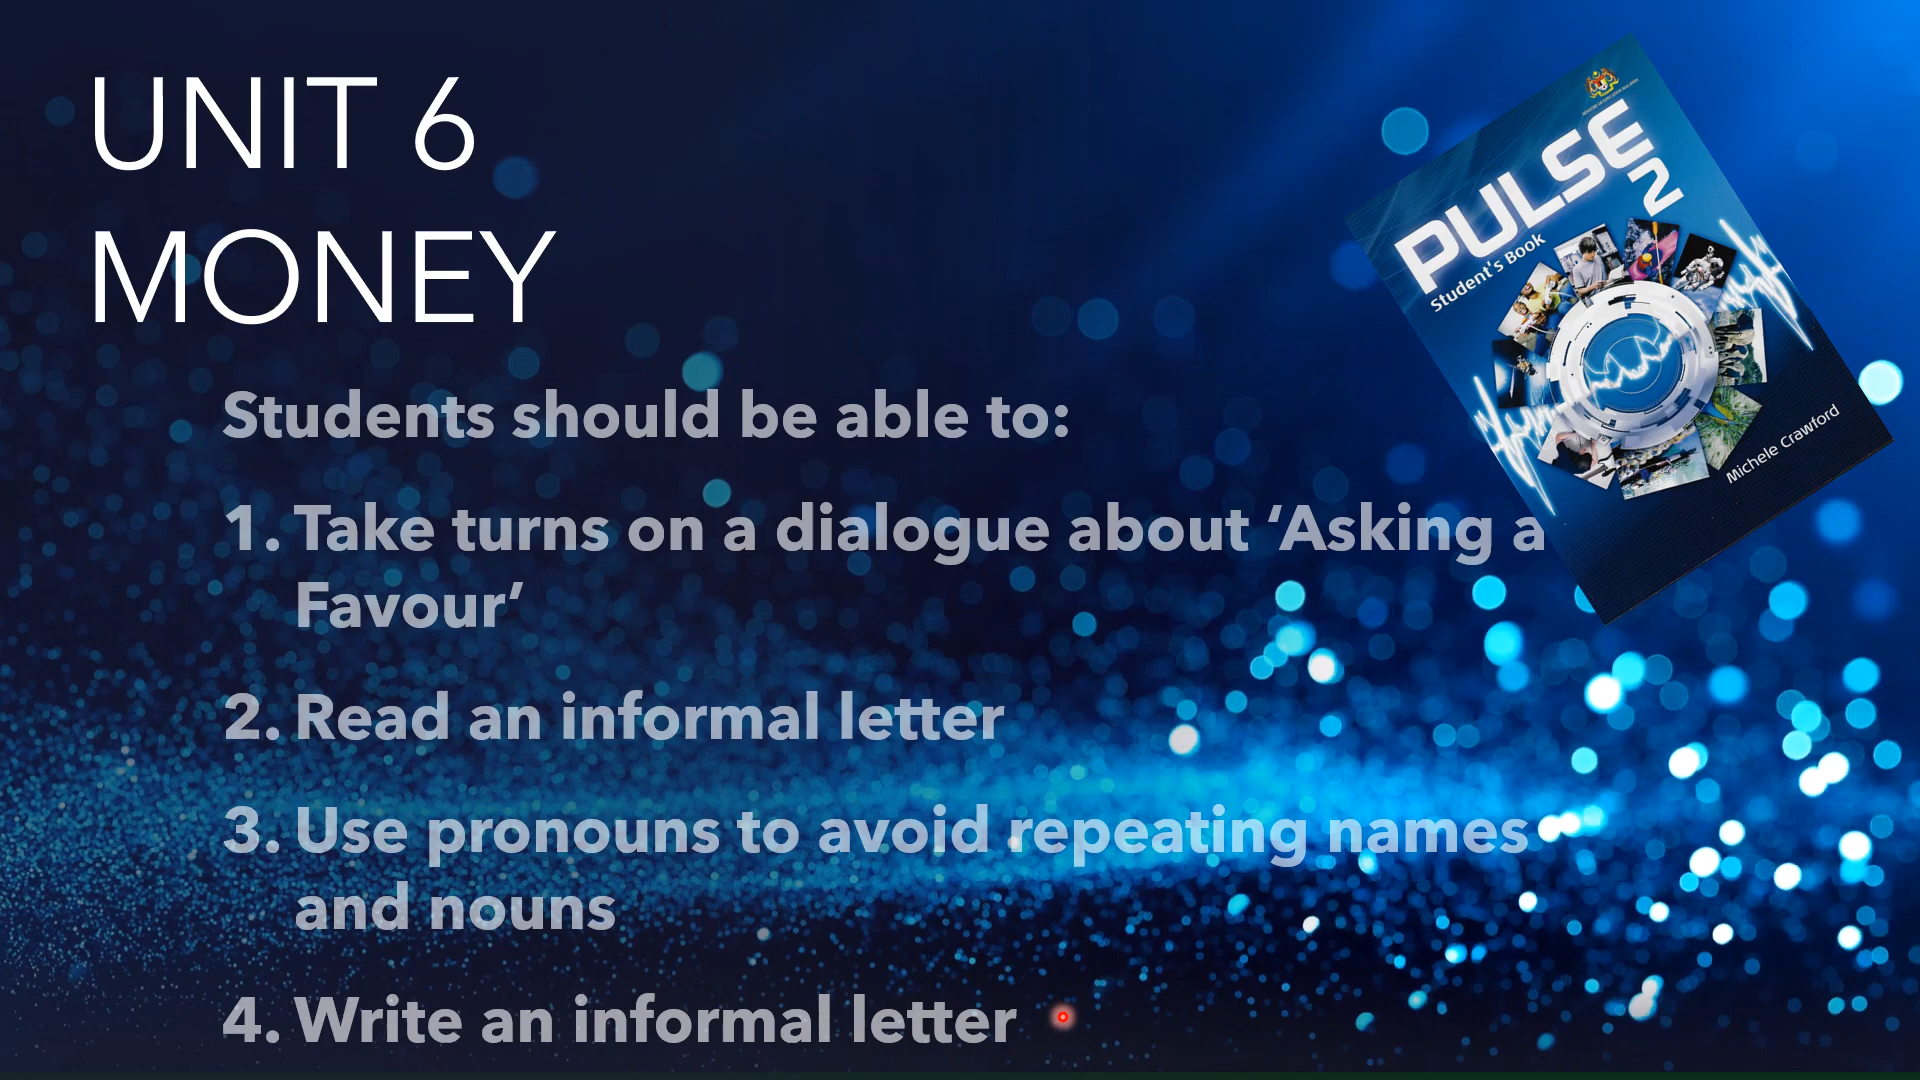 UNIT 6
MONEY
Students should be able to:
1. Take turns on a dialogue about ‘Asking a
Favour’
2. Read an informal letter
3. Use pronouns to avoid repeating names
and nouns
4. Write an informal letter
PULSE
2
Student's Book
Michele Crawford